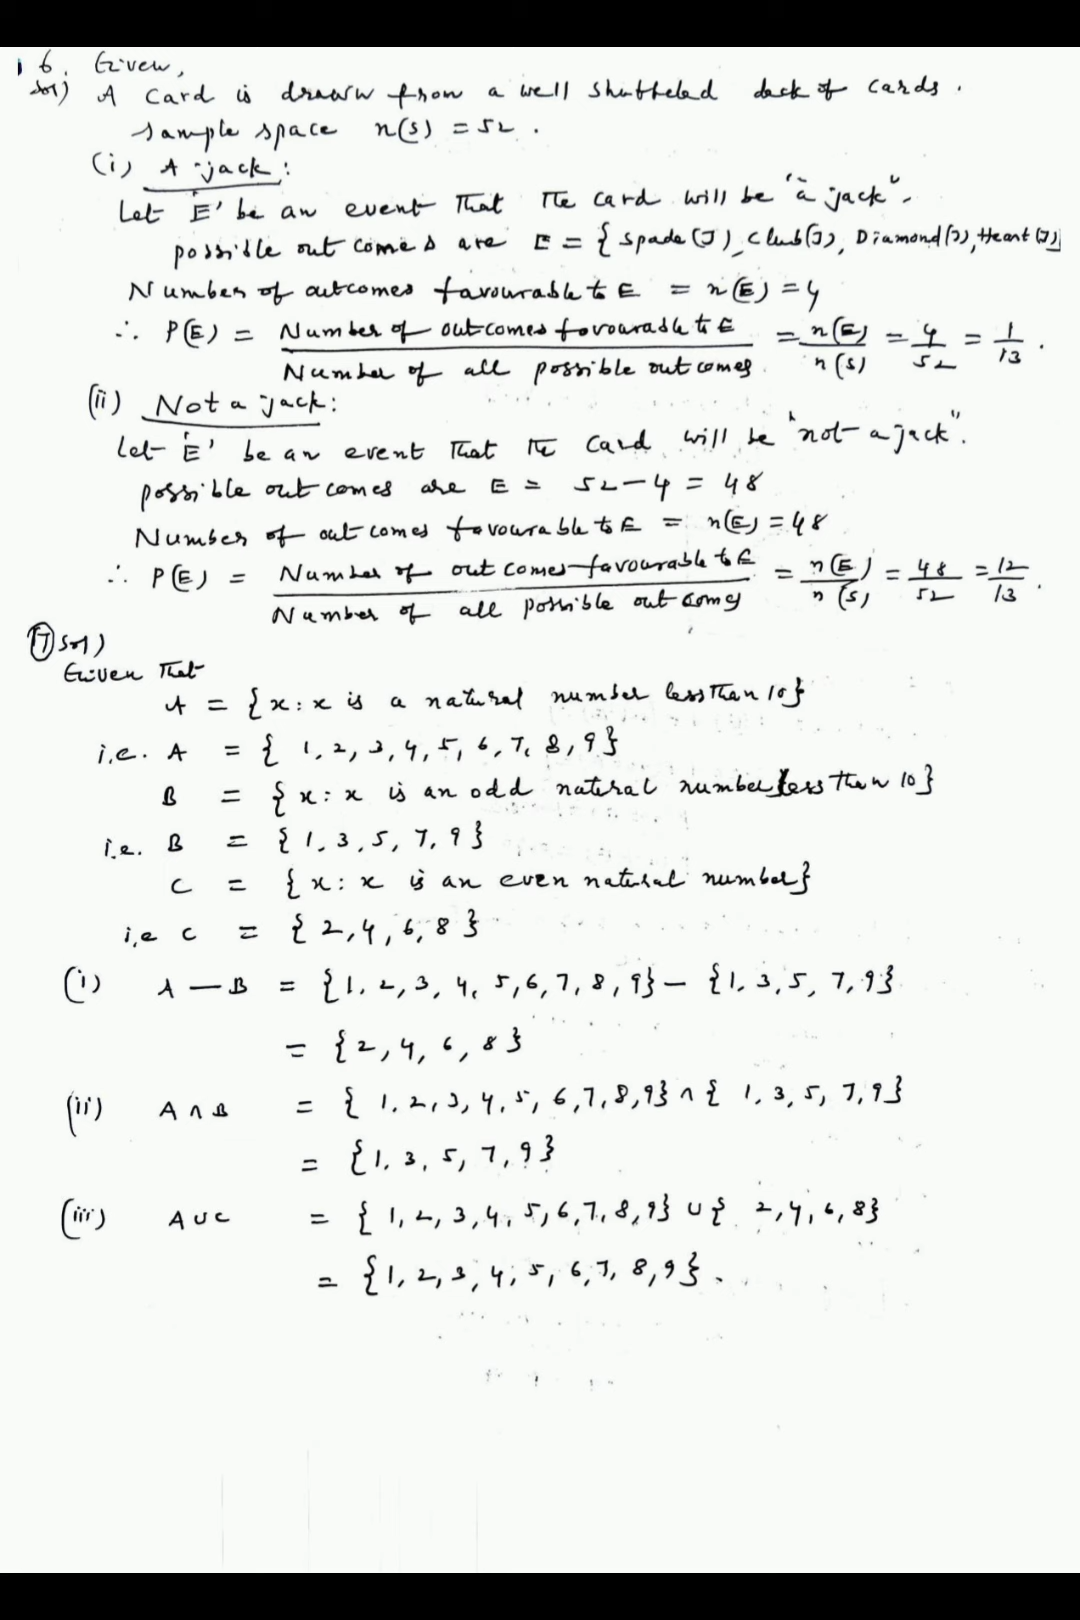 16. Given,
Sol) A Card is drawn from a well shuffeled deck of cards.
Sample space n(s) = 52.
(i) A jack:
Let 'E' be an event that the card will be "a jack".
possible out comes are E = {spade(J), Club(J), Diamond(J), Heart(J)}
Number of outcomes favourable to E = n(E) = 4
∴ P(E) = Number of outcomes favourable to E / Number of all possible outcomes = n(E)/n(s) = 4/52 = 1/13.
(ii) Not a jack:
Let 'E' be an event that the Card will be "not a jack".
possible out comes are E = 52 - 4 = 48
Number of out comes favourable to E = n(E) = 48
∴ P(E) = Number of out comes favourable to E / Number of all possible out comes = n(E)/n(s) = 48/52 = 12/13.
17 Sol)
Given that
A = {x: x is a natural number less than 10}
i.e. A = { 1, 2, 3, 4, 5, 6, 7, 8, 9}
B = {x: x is an odd natural number less than 10}
i.e. B = { 1, 3, 5, 7, 9 }
C = {x: x is an even natural number}
i.e C = { 2, 4, 6, 8 }
(i) A — B = {1, 2, 3, 4, 5, 6, 7, 8, 9} - {1, 3, 5, 7, 9}
= {2, 4, 6, 8}
(ii) A ∩ B = { 1, 2, 3, 4, 5, 6, 7, 8, 9} ∩ { 1, 3, 5, 7, 9}
= {1, 3, 5, 7, 9}
(iii) A ∪ C = { 1, 2, 3, 4, 5, 6, 7, 8, 9} ∪ { 2, 4, 6, 8}
= {1, 2, 3, 4, 5, 6, 7, 8, 9}.